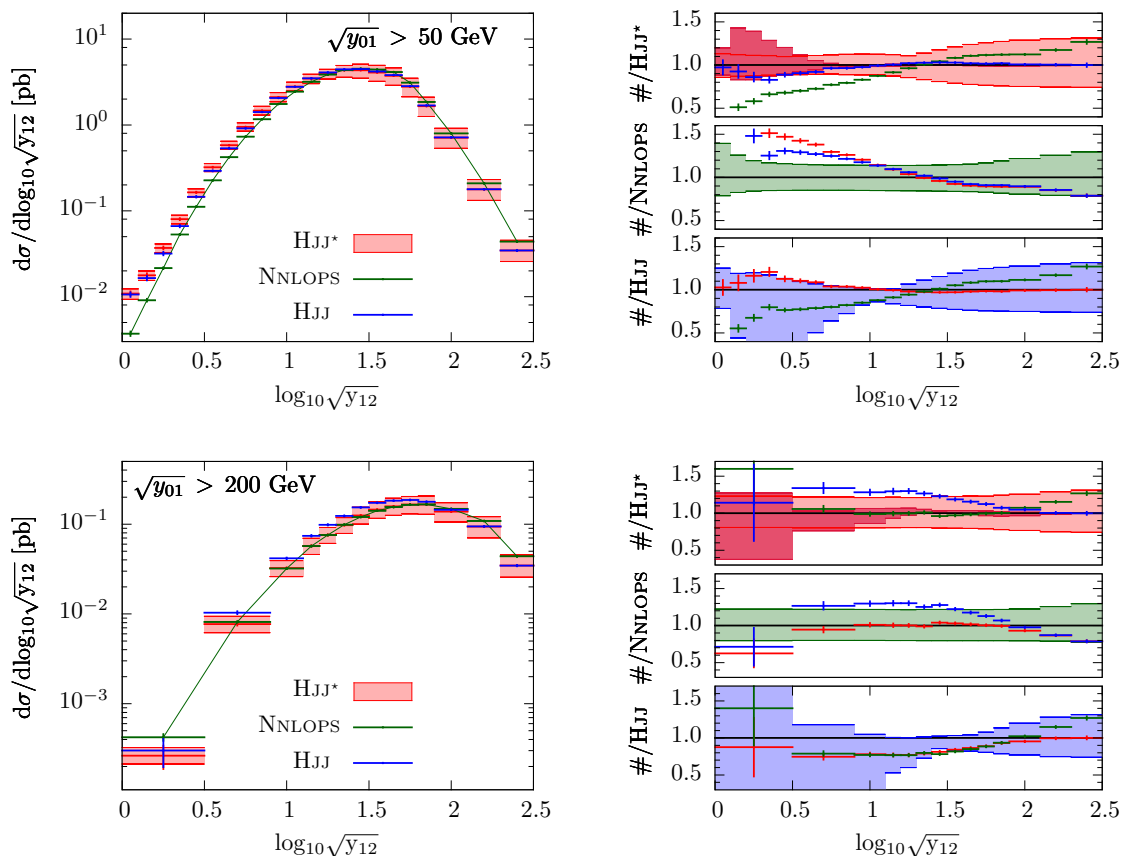 √y01 > 50 GeV
dσ/dlog10√y12 [pb]
10^1
10^0
10^−1
10^−2
HJJ*
NNLOPS
HJJ
0 0.5 1 1.5 2 2.5
log10√y12
#/HJJ*
1.5
1.0
0.5
#/NNLOPS
1.5
1.0
0.5
#/HJJ
1.5
1.0
0.5
0 0.5 1 1.5 2 2.5
log10√y12
√y01 > 200 GeV
dσ/dlog10√y12 [pb]
10^−1
10^−2
10^−3
HJJ*
NNLOPS
HJJ
0 0.5 1 1.5 2 2.5
log10√y12
#/HJJ*
1.5
1.0
0.5
#/NNLOPS
1.5
1.0
0.5
#/HJJ
1.5
1.0
0.5
0 0.5 1 1.5 2 2.5
log10√y12